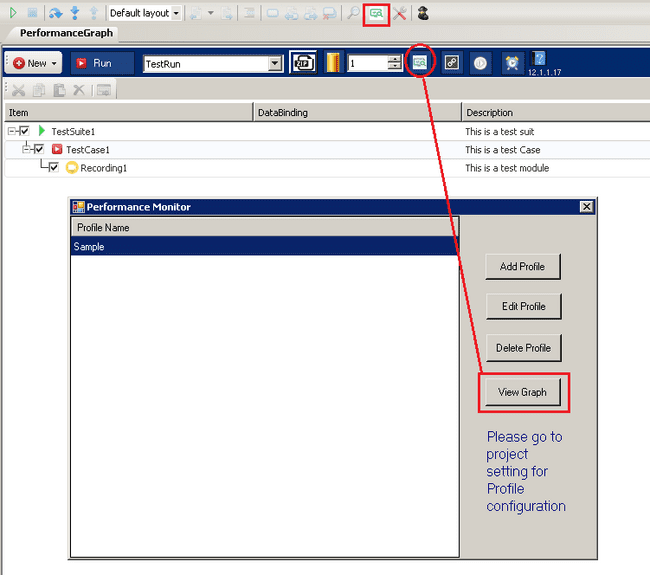 Default layout
PerformanceGraph
New
Run
TestRun
ZIP
1
12.1.1.17
Item DataBinding Description
TestSuite1 This is a test suit
TestCase1 This is a test Case
Recording1 This is a test module
Performance Monitor
Profile Name
Sample
Add Profile
Edit Profile
Delete Profile
View Graph
Please go to
project
setting for
Profile
configuration